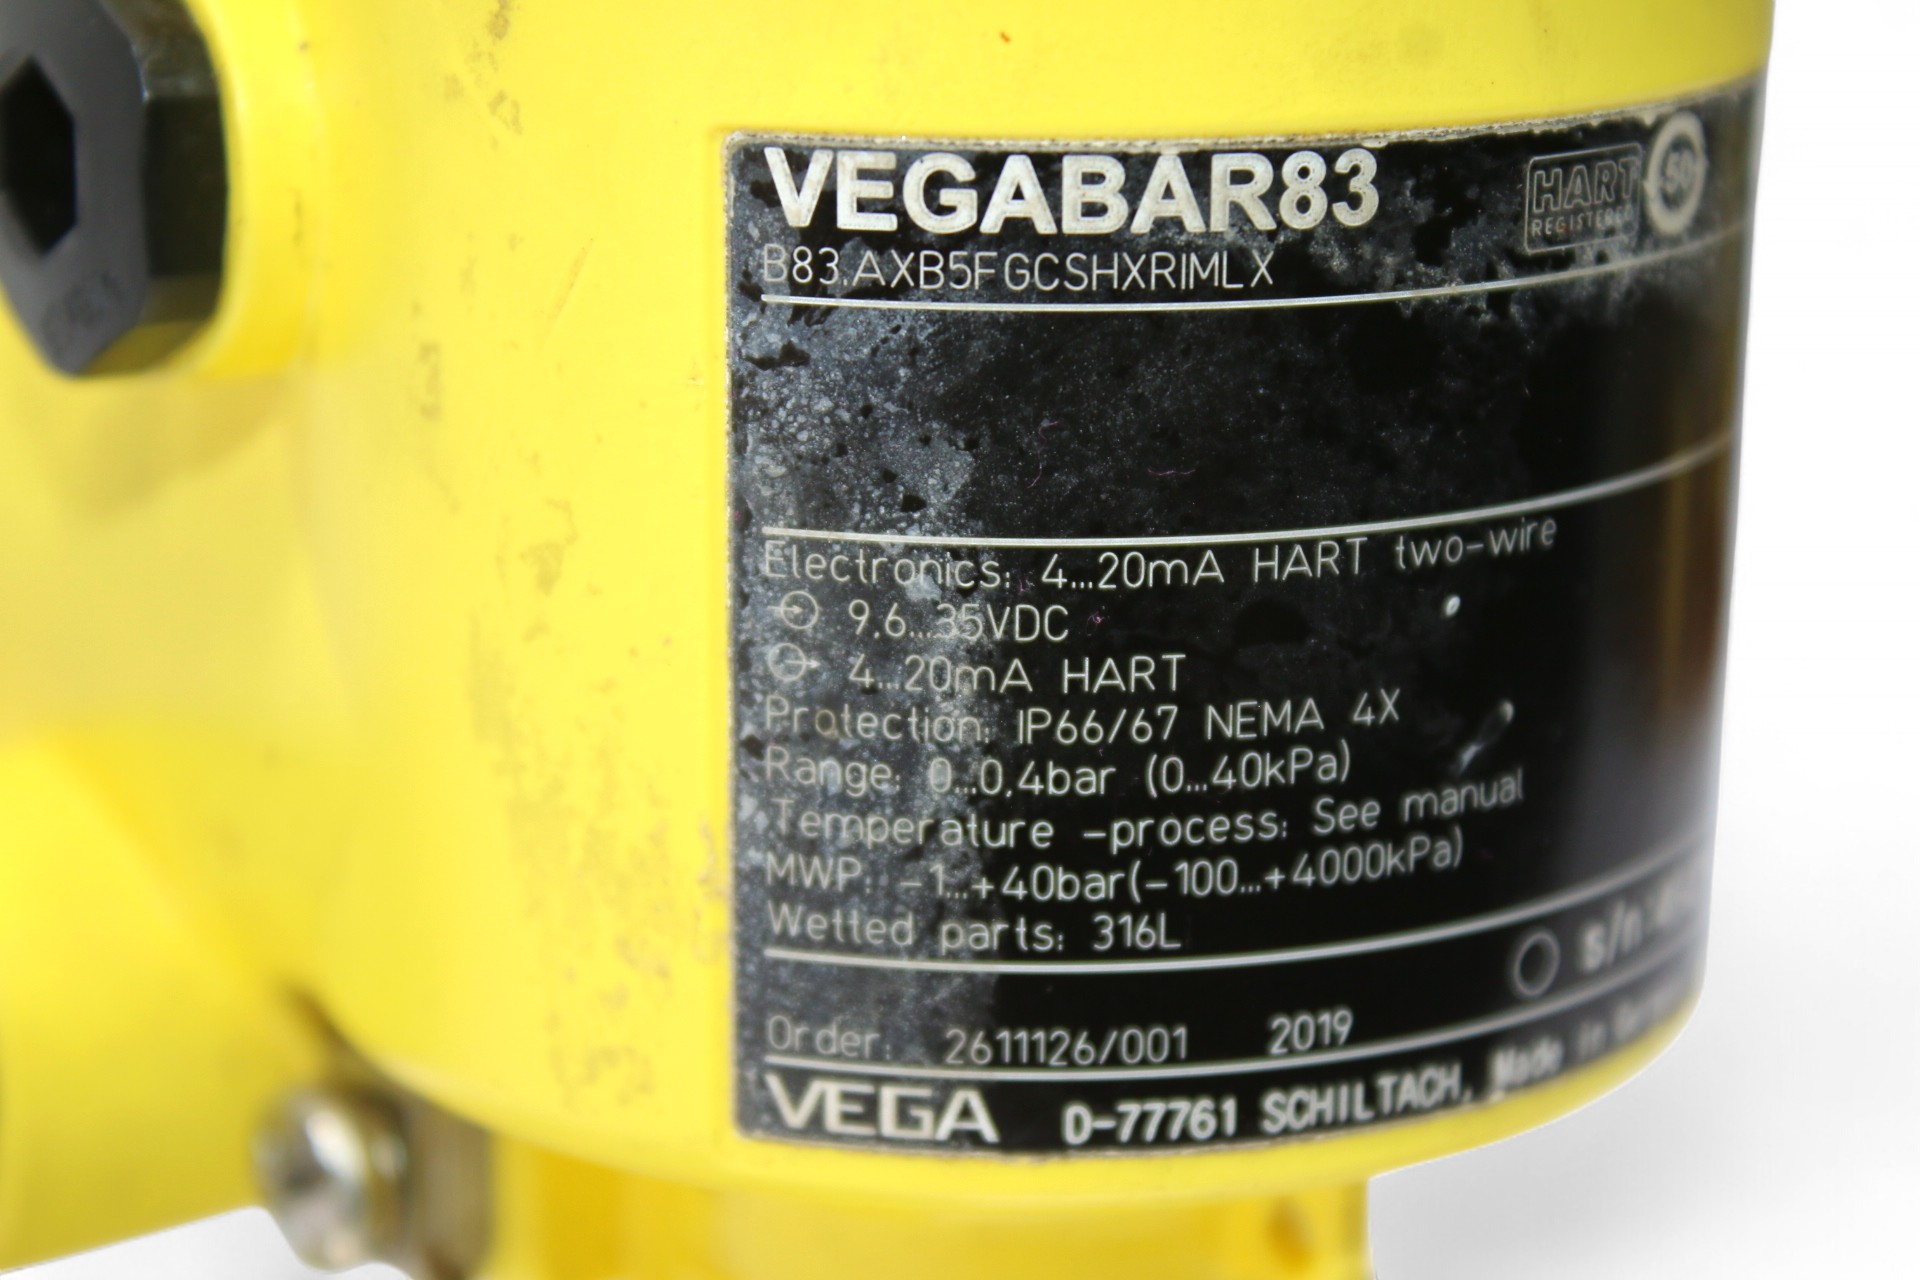 VEGABAR83
HART
REGISTERED
50
B83.AXB5FGCSHXRIMLX
Electronics: 4...20mA HART two-wire
9,6...35VDC
4...20mA HART
Protection: IP66/67 NEMA 4X
Range: 0...0,4bar (0...40kPa)
Temperature -process: See manual
MWP: -1...+40bar(-100...+4000kPa)
Wetted parts: 316L
s/n:
Order: 2611126/001 2019
VEGA D-77761 SCHILTACH, Made in